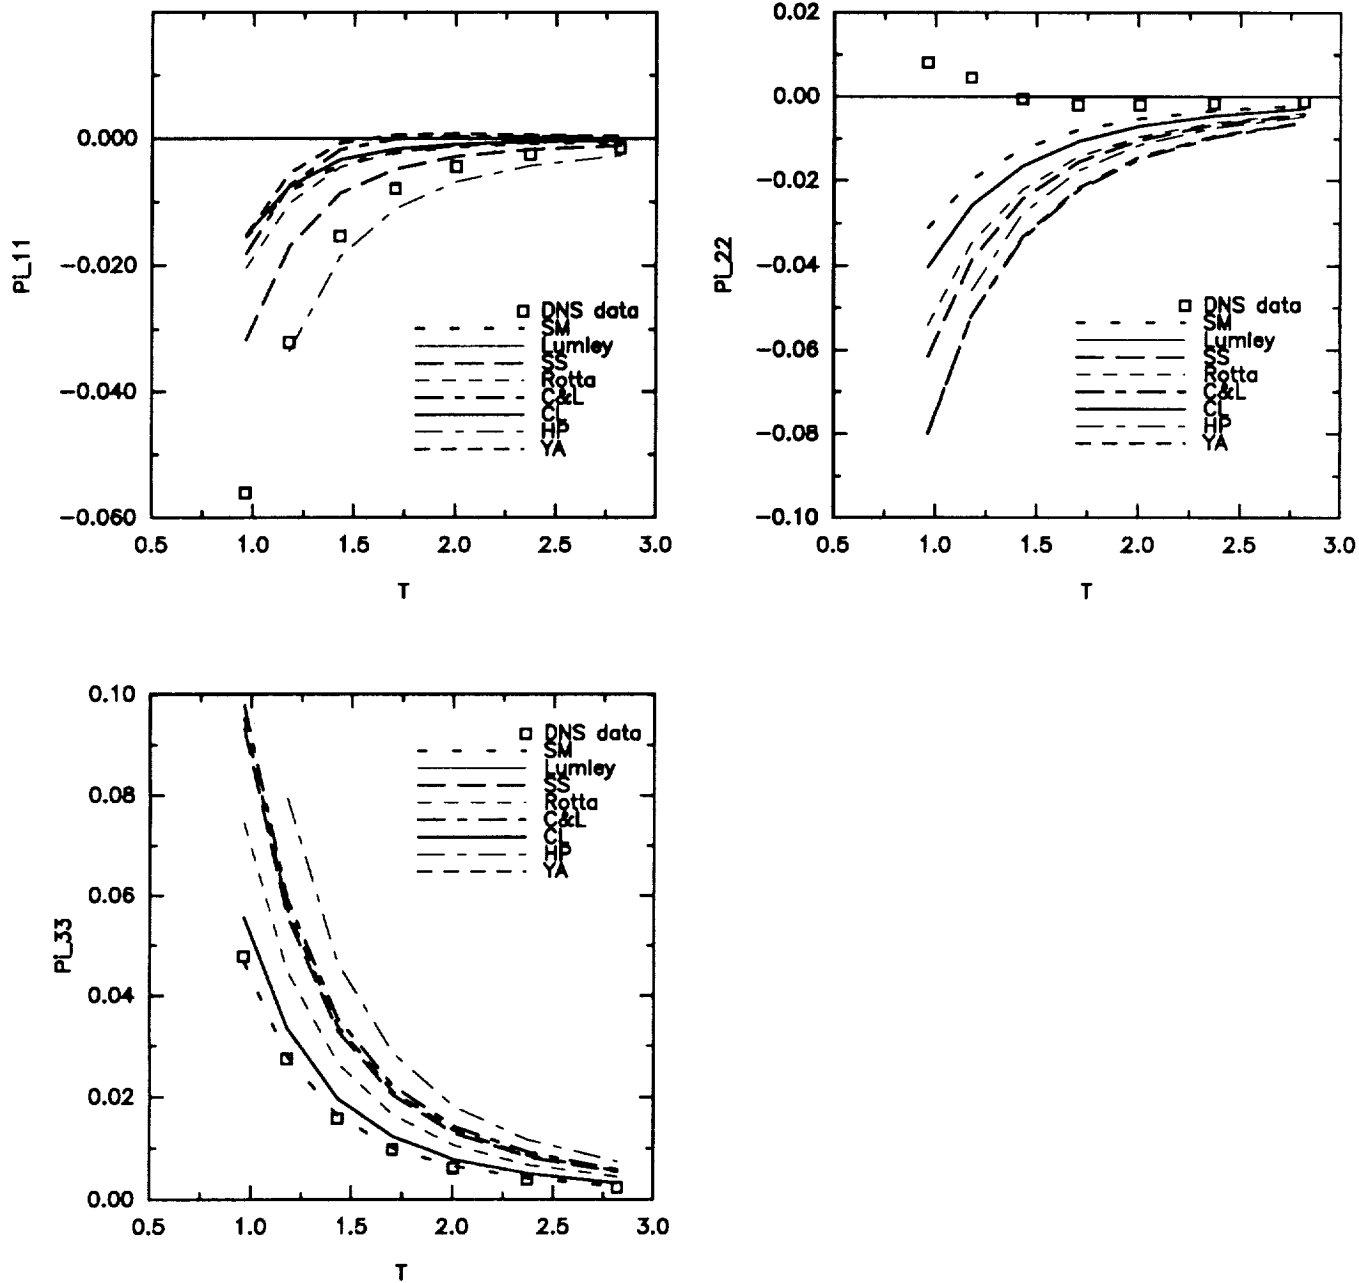 0.000
-0.020
-0.040
-0.060
Pi_11
0.5 1.0 1.5 2.0 2.5 3.0
T
DNS data
SM
Lumley
SS
Rotta
C&L
CL
HP
YA
0.02
0.00
-0.02
-0.04
-0.06
-0.08
-0.10
Pi_22
0.5 1.0 1.5 2.0 2.5 3.0
T
DNS data
SM
Lumley
SS
Rotta
C&L
CL
HP
YA
0.10
0.08
0.06
0.04
0.02
0.00
Pi_33
0.5 1.0 1.5 2.0 2.5 3.0
T
DNS data
SM
Lumley
SS
Rotta
C&L
CL
HP
YA